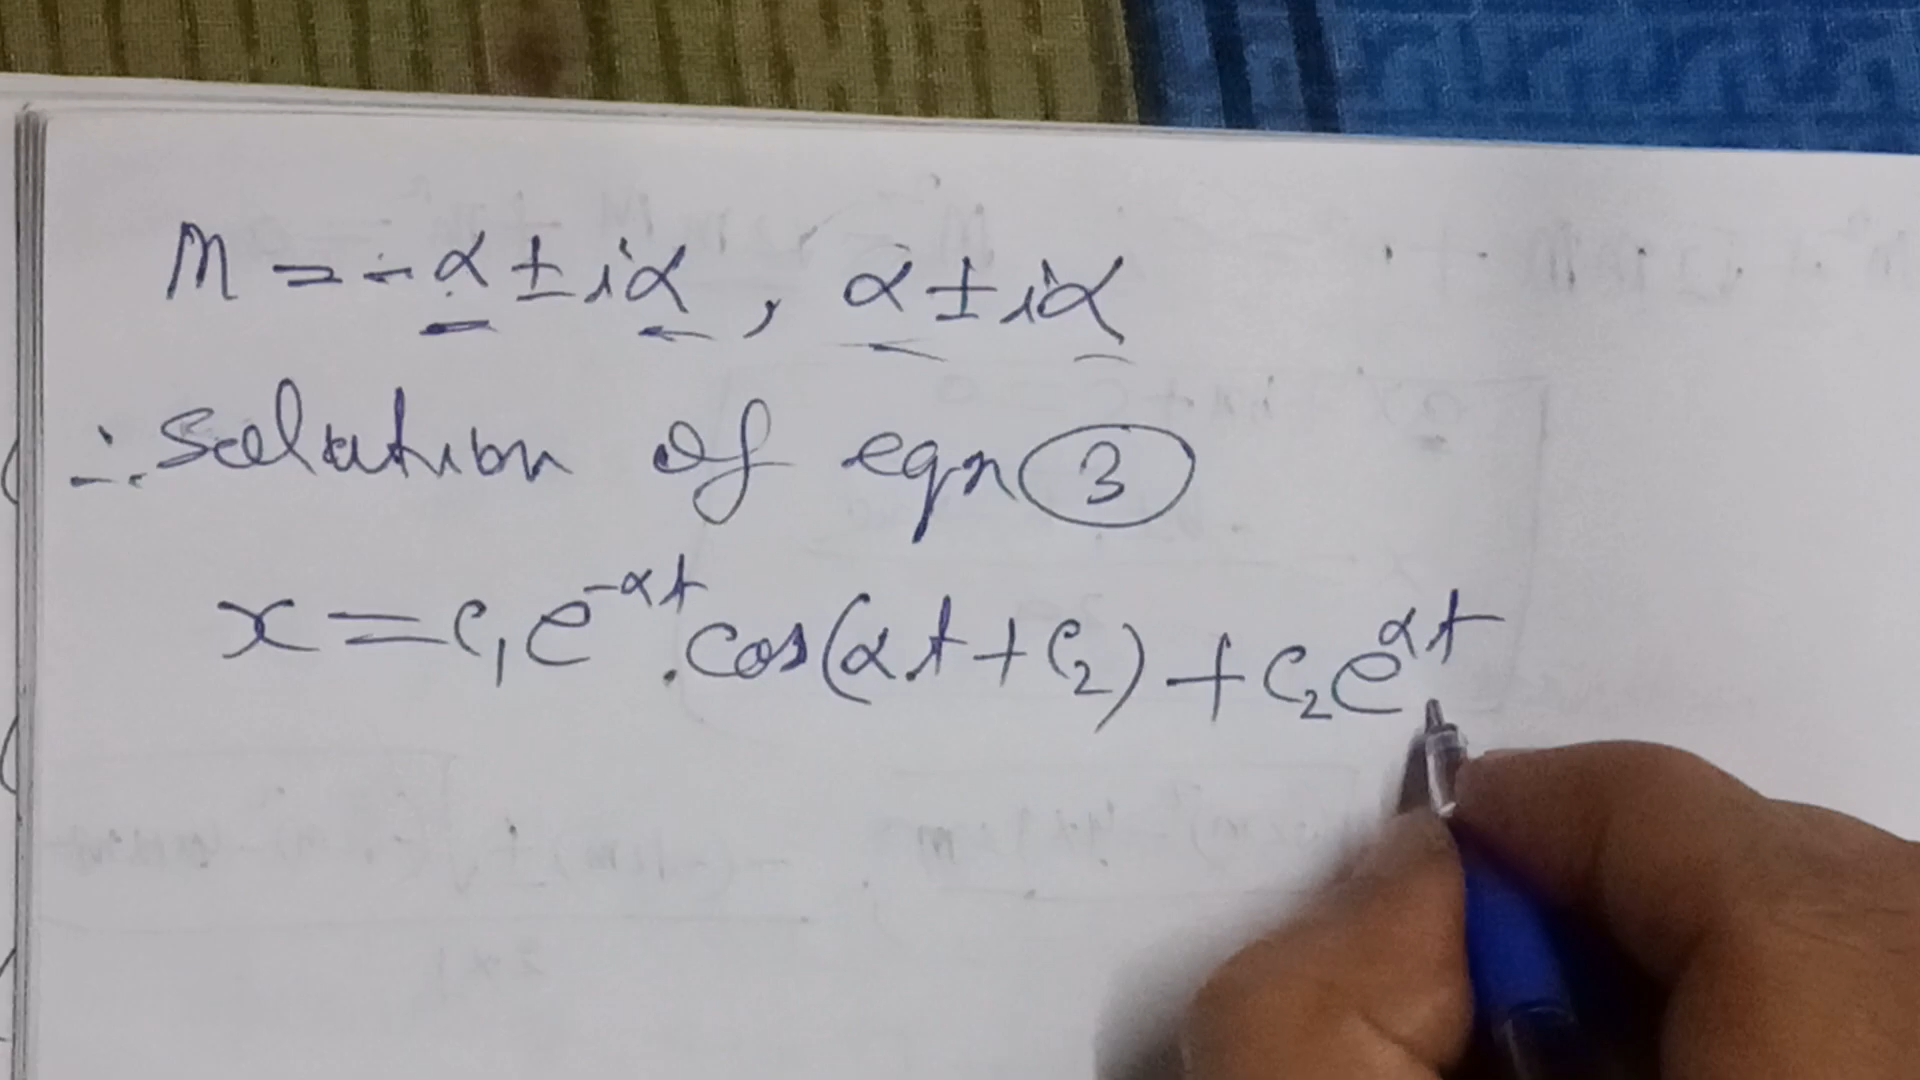 m = -α ± iα , α ± iα
∴ Solution of eqn ③
x = c₁e^{-αt}.cos(αt + c₂) + c₂e^{αt}